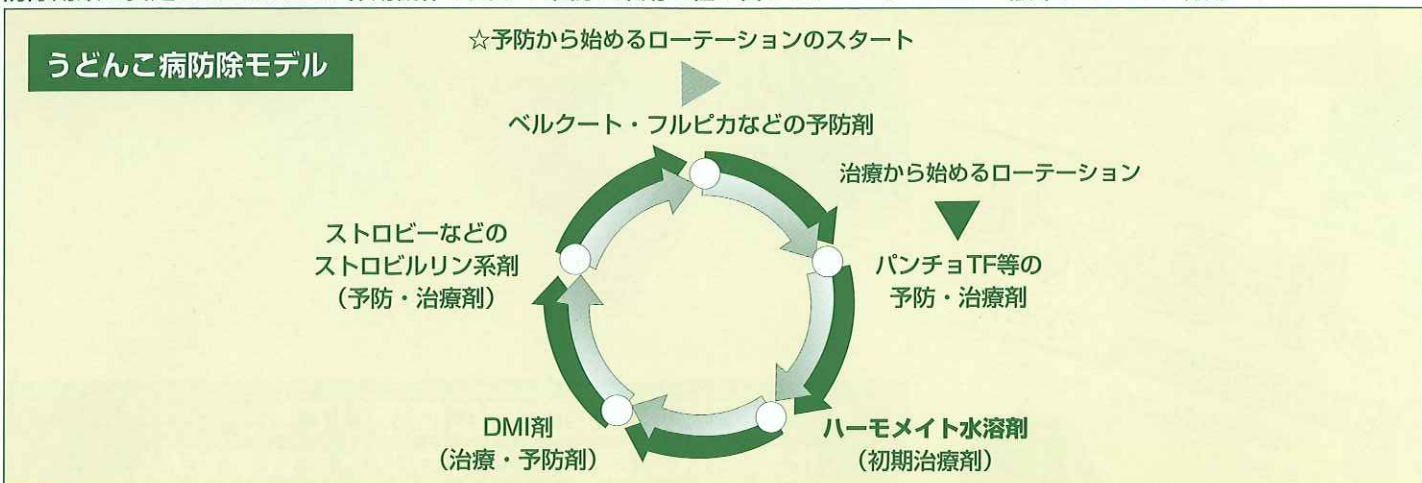 うどんこ病防除モデル
☆予防から始めるローテーションのスタート
ベルクート・フルピカなどの予防剤
治療から始めるローテーション
パンチョTF等の
予防・治療剤
ハーモメイト水溶剤
（初期治療剤）
DMI剤
（治療・予防剤）
ストロビーなどの
ストロビルリン系剤
（予防・治療剤）